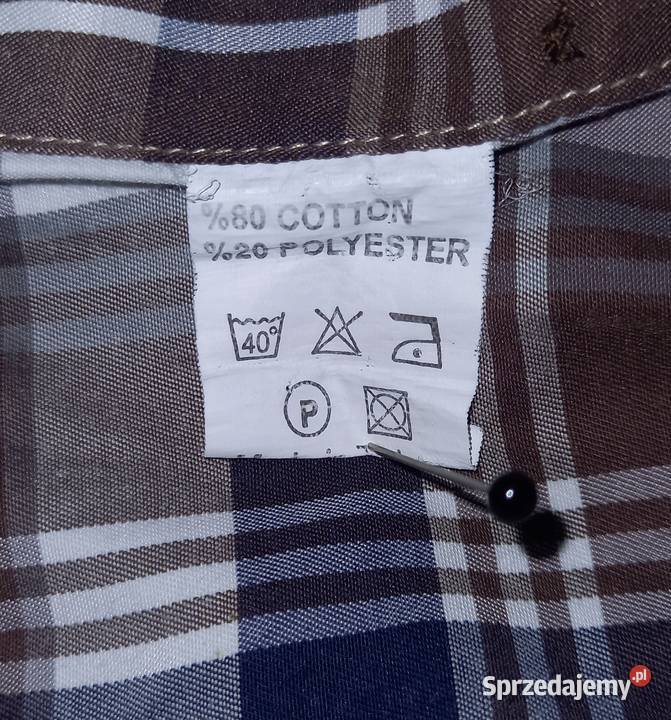 %80 COTTON
%20 POLYESTER
40°
P
Sprzedajemy.pl